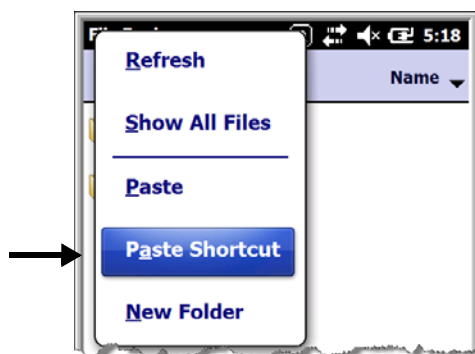 5:18
Name
Refresh
Show All Files
Paste
Paste Shortcut
New Folder